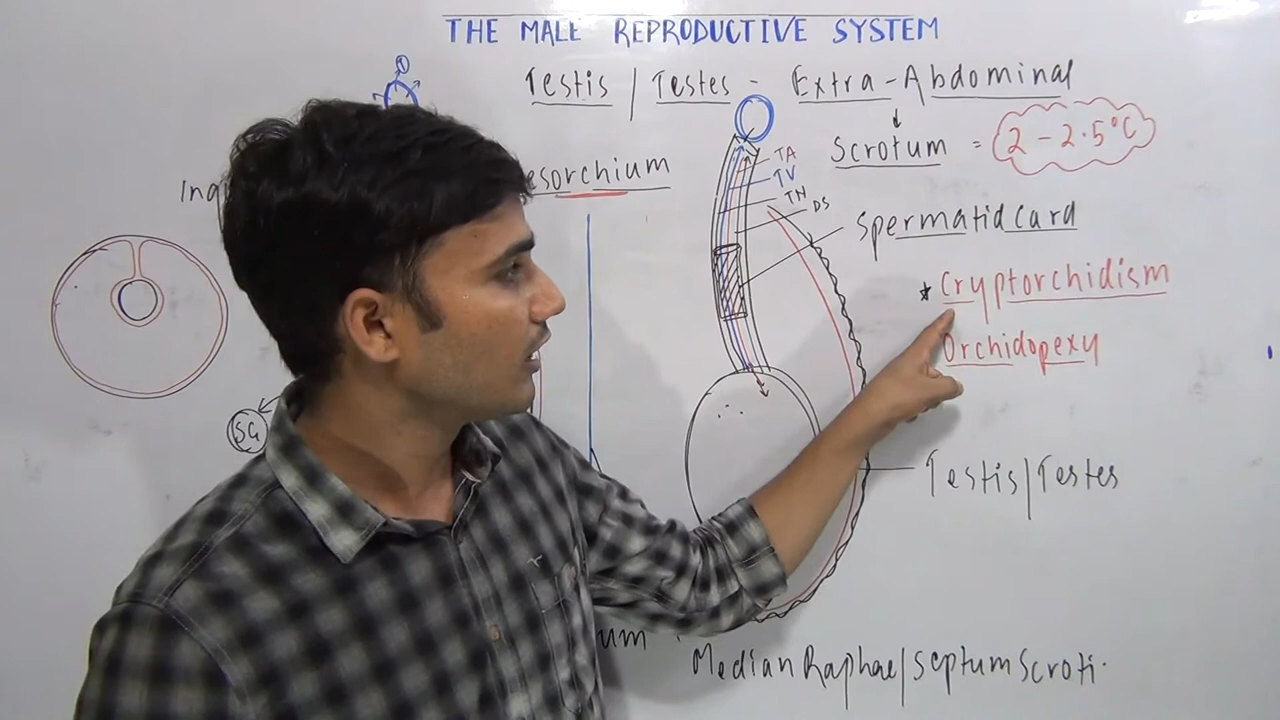 THE MALE REPRODUCTIVE SYSTEM
Testis / Testes - Extra-Abdominal
Scrotum = 2 - 2.5°C
esorchium
TA
TV
TN
DS
Spermatid Card
* Cryptorchidism
Orchidopexy
SG
Testis/Testes
um
Median Raphae/Septum Scroti.